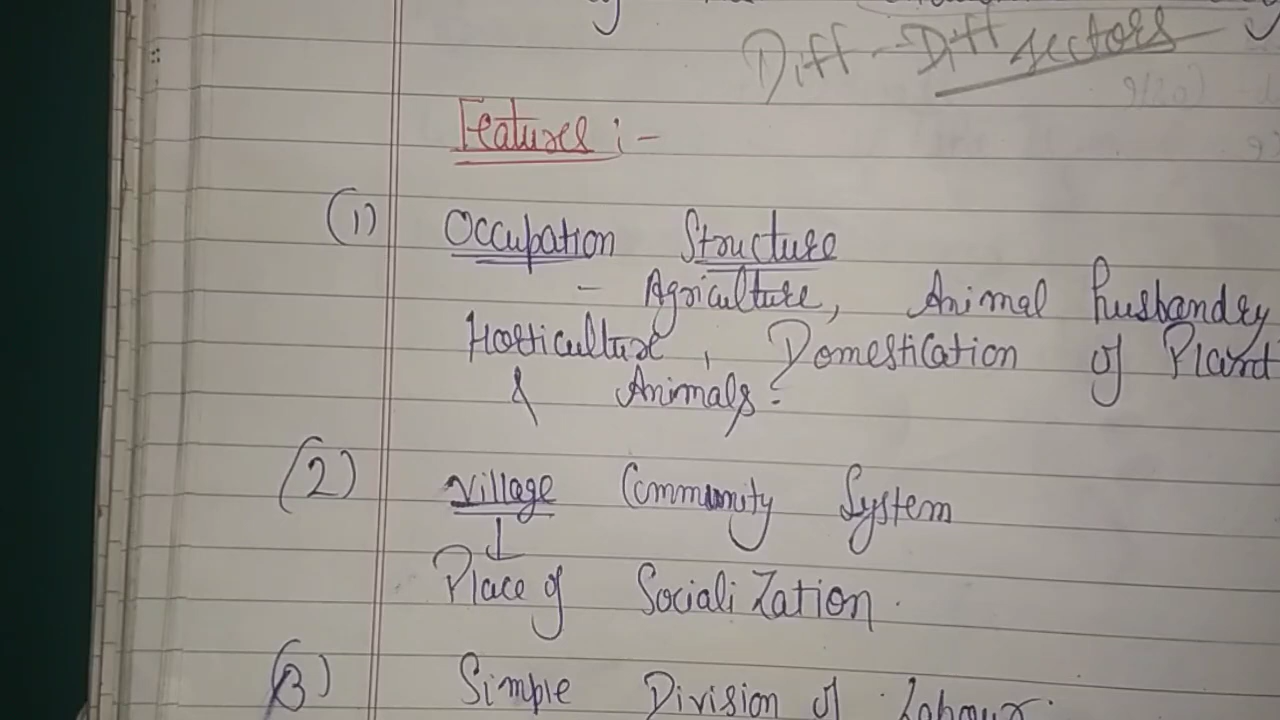 Diff - Diff sectors
Features :-
(1) Occupation Structure
- Agriculture, Animal husbandry
Horticulture, Domestication of Plant
& Animals.
(2) Village Community System
↓
Place of Socialization.
(3) Simple Division of Labour.